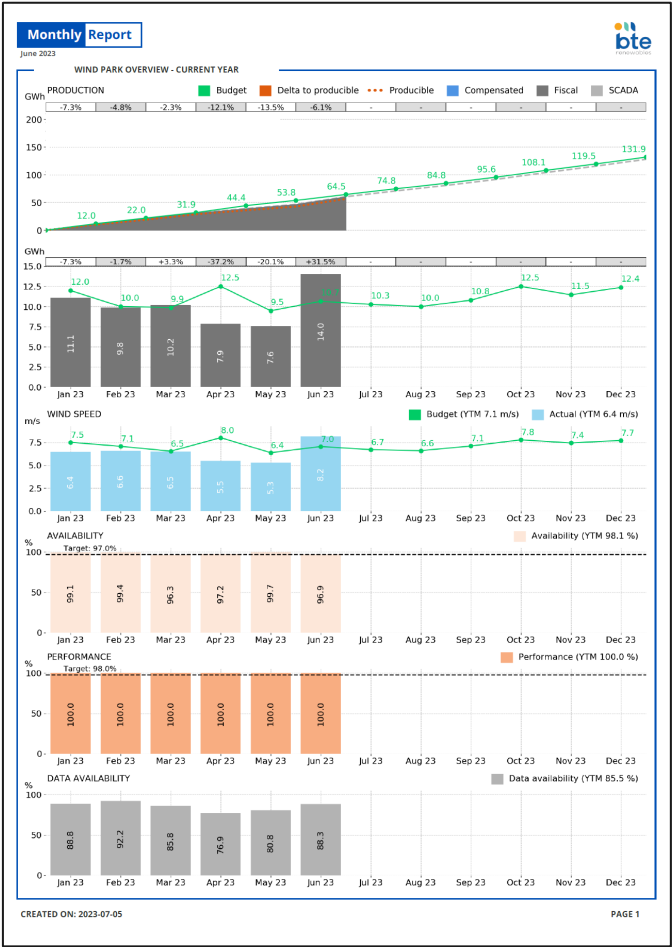 Monthly Report
bte
renewables
June 2023
WIND PARK OVERVIEW - CURRENT YEAR
PRODUCTION
Budget Delta to producible Producible Compensated Fiscal SCADA
GWh
-7.3% -4.8% -2.3% -12.1% -13.5% -6.1% - - - - - -
200
150
100
50
0
12.0 22.0 31.9 44.4 53.8 64.5 74.8 84.8 95.6 108.1 119.5 131.9
GWh
-7.3% -1.7% +3.3% -37.2% -20.1% +31.5% - - - - - -
15.0
12.5
10.0
7.5
5.0
2.5
0.0
12.0 10.0 9.9 12.5 9.5 10.3 10.0 10.8 12.5 11.5 12.4
11.1 9.8 10.2 7.9 7.6 14.0
Jan 23 Feb 23 Mar 23 Apr 23 May 23 Jun 23 Jul 23 Aug 23 Sep 23 Oct 23 Nov 23 Dec 23
WIND SPEED
Budget (YTM 7.1 m/s) Actual (YTM 6.4 m/s)
m/s
7.5
5.0
2.5
0.0
7.5 7.1 6.5 8.0 6.4 7.0 6.7 6.6 7.1 7.8 7.4 7.7
6.4 6.6 6.5 5.5 5.3 8.2
Jan 23 Feb 23 Mar 23 Apr 23 May 23 Jun 23 Jul 23 Aug 23 Sep 23 Oct 23 Nov 23 Dec 23
AVAILABILITY
Availability (YTM 98.1 %)
%
Target: 97.0%
100
50
0
99.1 99.4 96.3 97.2 99.7 96.9
Jan 23 Feb 23 Mar 23 Apr 23 May 23 Jun 23 Jul 23 Aug 23 Sep 23 Oct 23 Nov 23 Dec 23
PERFORMANCE
Performance (YTM 100.0 %)
%
Target: 98.0%
100
50
0
100.0 100.0 100.0 100.0 100.0 100.0
Jan 23 Feb 23 Mar 23 Apr 23 May 23 Jun 23 Jul 23 Aug 23 Sep 23 Oct 23 Nov 23 Dec 23
DATA AVAILABILITY
Data availability (YTM 85.5 %)
%
100
50
0
88.8 92.2 85.8 76.9 80.8 88.3
Jan 23 Feb 23 Mar 23 Apr 23 May 23 Jun 23 Jul 23 Aug 23 Sep 23 Oct 23 Nov 23 Dec 23
CREATED ON: 2023-07-05
PAGE 1